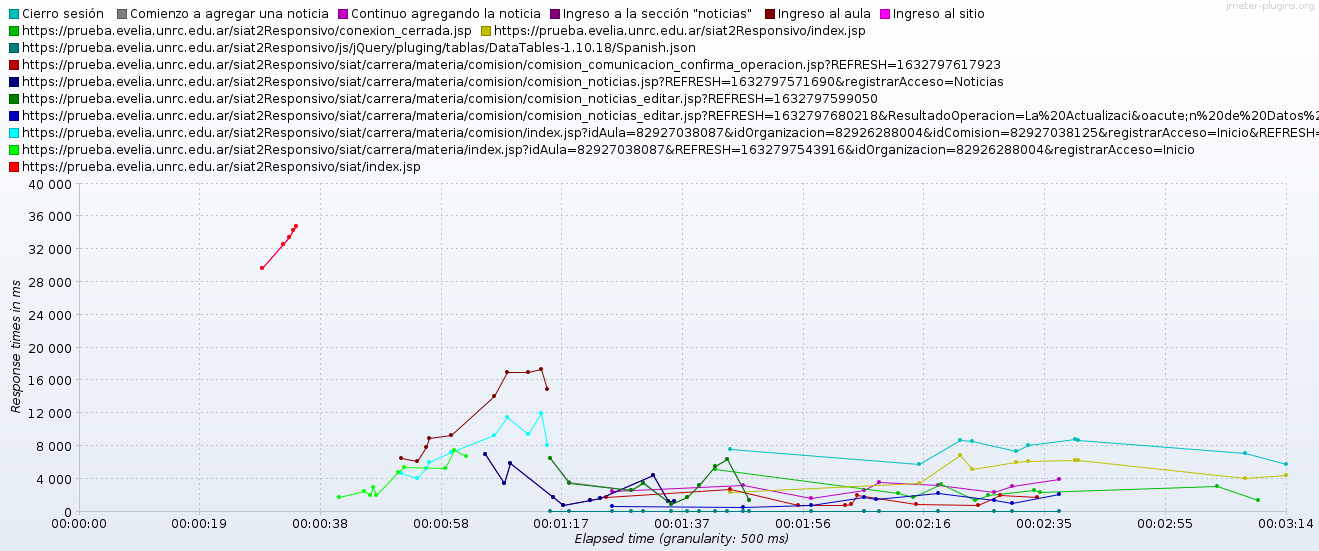 jmeter-plugins.org
Cierro sesión Comienzo a agregar una noticia Continuo agregando la noticia Ingreso a la sección "noticias" Ingreso al aula Ingreso al sitio
https://prueba.evelia.unrc.edu.ar/siat2Responsivo/conexion_cerrada.jsp https://prueba.evelia.unrc.edu.ar/siat2Responsivo/index.jsp
https://prueba.evelia.unrc.edu.ar/siat2Responsivo/js/jQuery/pluging/tablas/DataTables-1.10.18/Spanish.json
https://prueba.evelia.unrc.edu.ar/siat2Responsivo/siat/carrera/materia/comision/comision_comunicacion_confirma_operacion.jsp?REFRESH=1632797617923
https://prueba.evelia.unrc.edu.ar/siat2Responsivo/siat/carrera/materia/comision/comision_noticias.jsp?REFRESH=1632797571690&registrarAcceso=Noticias
https://prueba.evelia.unrc.edu.ar/siat2Responsivo/siat/carrera/materia/comision/comision_noticias_editar.jsp?REFRESH=1632797599050
https://prueba.evelia.unrc.edu.ar/siat2Responsivo/siat/carrera/materia/comision/comision_noticias_editar.jsp?REFRESH=1632797680218&ResultadoOperacion=La%20Actualizaci&oacute;n%20de%20Datos%2
https://prueba.evelia.unrc.edu.ar/siat2Responsivo/siat/carrera/materia/comision/index.jsp?idAula=82927038087&idOrganizacion=82926288004&idComision=82927038125&registrarAcceso=Inicio&REFRESH=
https://prueba.evelia.unrc.edu.ar/siat2Responsivo/siat/carrera/materia/index.jsp?idAula=82927038087&REFRESH=1632797543916&idOrganizacion=82926288004&registrarAcceso=Inicio
https://prueba.evelia.unrc.edu.ar/siat2Responsivo/siat/index.jsp
40 000
36 000
32 000
28 000
24 000
20 000
16 000
12 000
8 000
4 000
0
Response times in ms
00:00:00 00:00:19 00:00:38 00:00:58 00:01:17 00:01:37 00:01:56 00:02:16 00:02:35 00:02:55 00:03:14
Elapsed time (granularity: 500 ms)